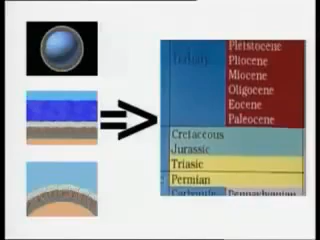 Pleistocene
Tertiary Pliocene
Miocene
Oligocene
Eocene
Paleocene
Cretaceous
Jurassic
Triasic
Permian